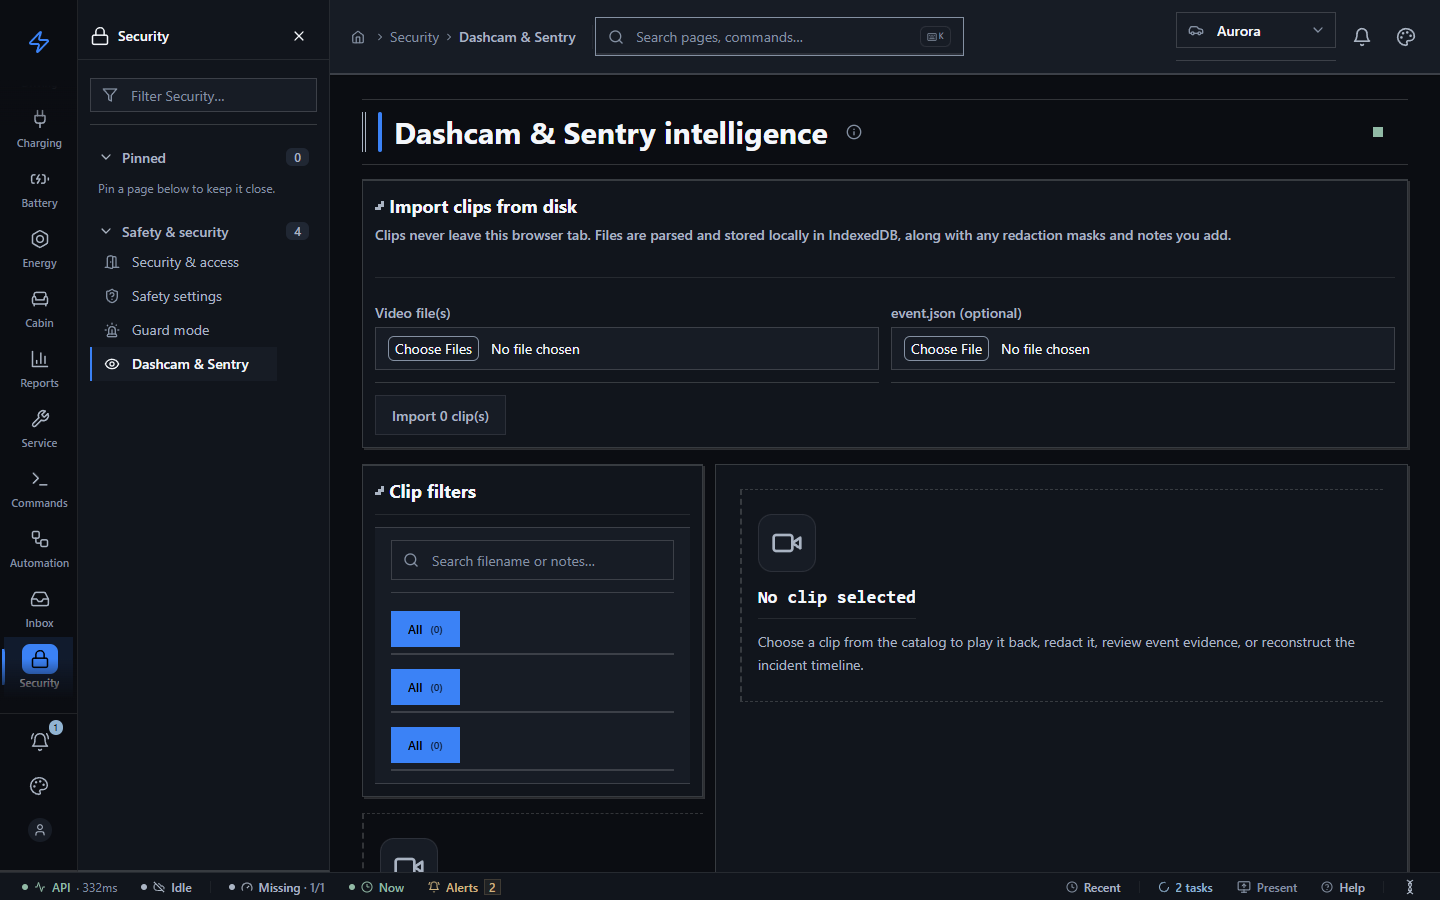 Security
Security
Dashcam & Sentry
Search pages, commands...
K
Aurora
Filter Security...
Charging
Battery
Energy
Cabin
Reports
Service
Commands
Automation
Inbox
Security
1
Pinned
0
Pin a page below to keep it close.
Safety & security
4
Security & access
Safety settings
Guard mode
Dashcam & Sentry
Dashcam & Sentry intelligence
Import clips from disk
Clips never leave this browser tab. Files are parsed and stored locally in IndexedDB, along with any redaction masks and notes you add.
Video file(s)
Choose Files No file chosen
event.json (optional)
Choose File No file chosen
Import 0 clip(s)
Clip filters
Search filename or notes...
All (0)
All (0)
All (0)
No clip selected
Choose a clip from the catalog to play it back, redact it, review event evidence, or reconstruct the
incident timeline.
API · 332ms
Idle
Missing · 1/1
Now
Alerts 2
Recent
2 tasks
Present
Help